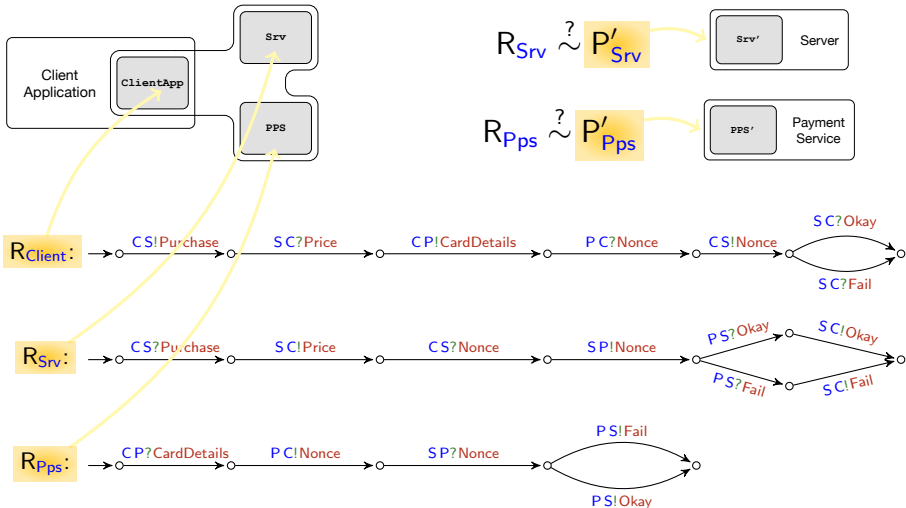 Client
Application
ClientApp
Srv
PPS
R_Srv ?∼ P′_Srv
Srv′ Server
R_Pps ?∼ P′_Pps
PPS′ Payment
Service
R_Client: C S!Purchase S C?Price C P!CardDetails P C?Nonce C S!Nonce S C?Okay
S C?Fail
R_Srv: C S?Purchase S C!Price C S?Nonce S P!Nonce P S?Okay S C!Okay
P S?Fail S C!Fail
R_Pps: C P?CardDetails P C!Nonce S P?Nonce P S!Fail
P S!Okay